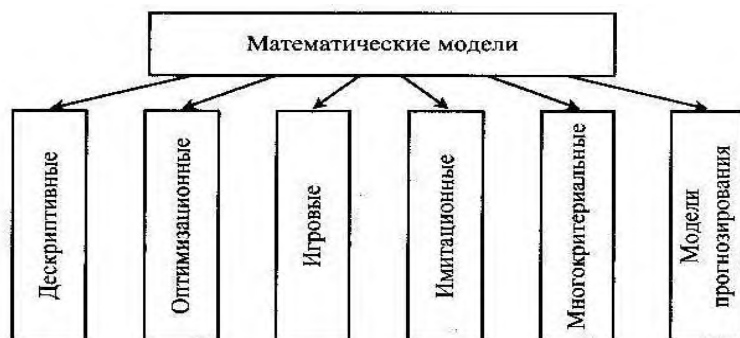 Математические модели
Дескриптивные
Оптимизационные
Игровые
Имитационные
Многокритериальные
Модели
прогнозирования